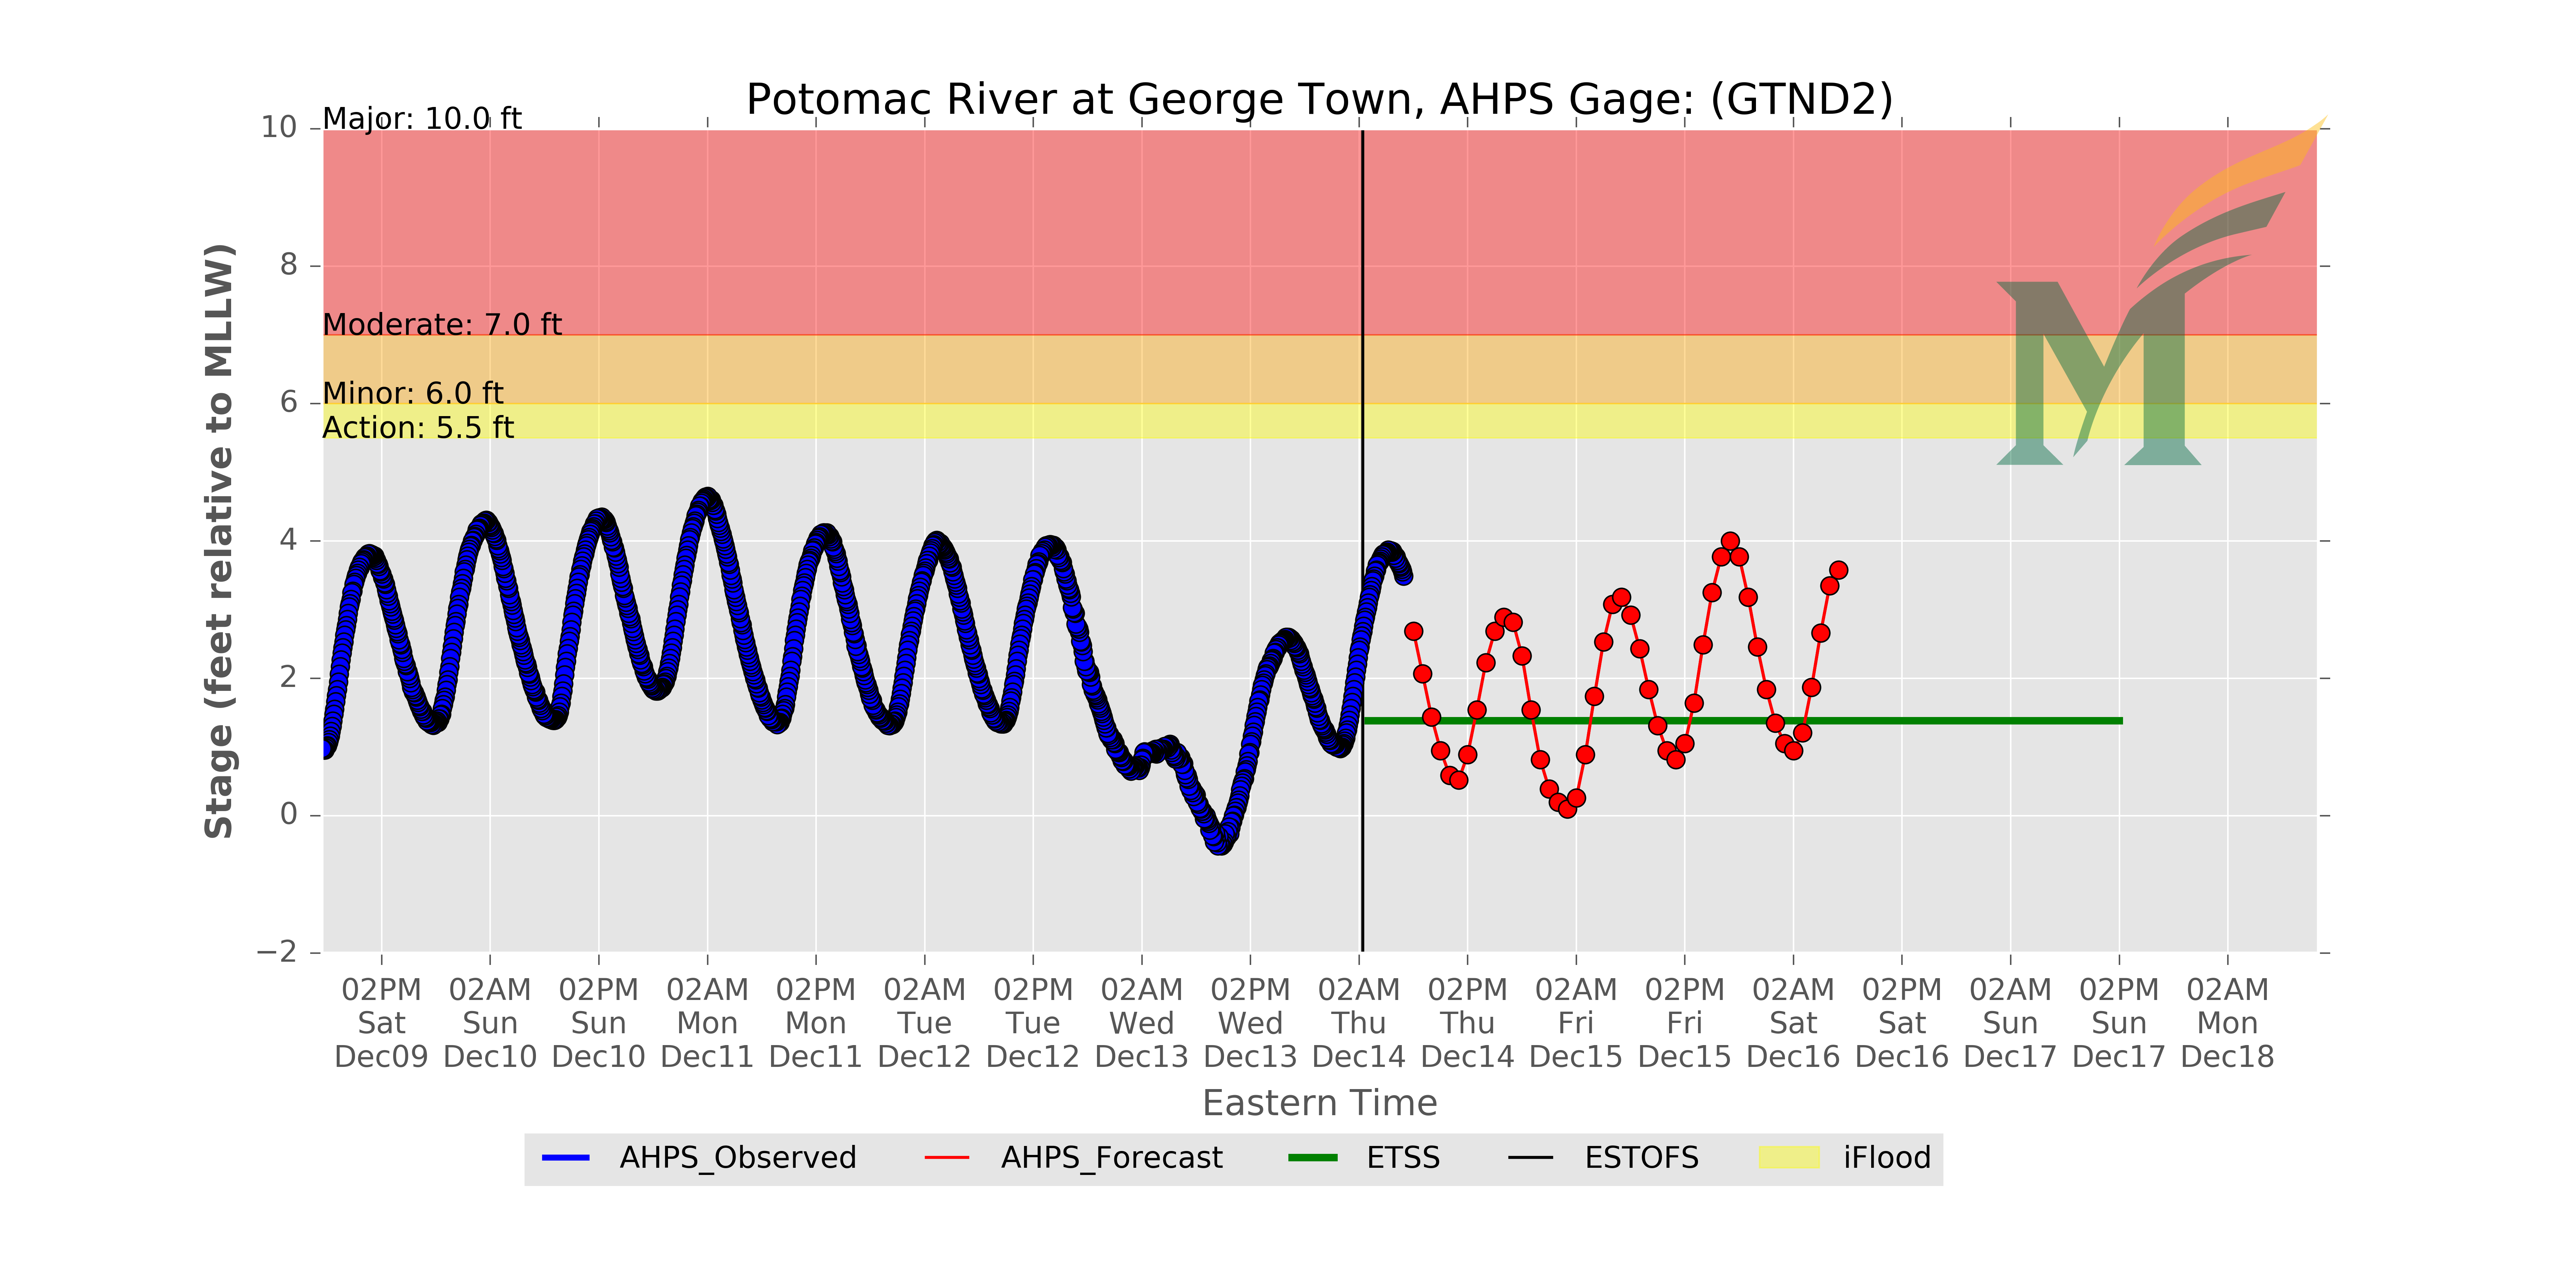 Potomac River at George Town, AHPS Gage: (GTND2)
Major: 10.0 ft
Moderate: 7.0 ft
Minor: 6.0 ft
Action: 5.5 ft
Stage (feet relative to MLLW)
10
8
6
4
2
0
−2
02PM 02AM 02PM 02AM 02PM 02AM 02PM 02AM 02PM 02AM 02PM 02AM 02PM 02AM 02PM 02AM 02PM 02AM
Sat Sun Sun Mon Mon Tue Tue Wed Wed Thu Thu Fri Fri Sat Sat Sun Sun Mon
Dec09 Dec10 Dec10 Dec11 Dec11 Dec12 Dec12 Dec13 Dec13 Dec14 Dec14 Dec15 Dec15 Dec16 Dec16 Dec17 Dec17 Dec18
Eastern Time
AHPS_Observed AHPS_Forecast ETSS ESTOFS iFlood
M